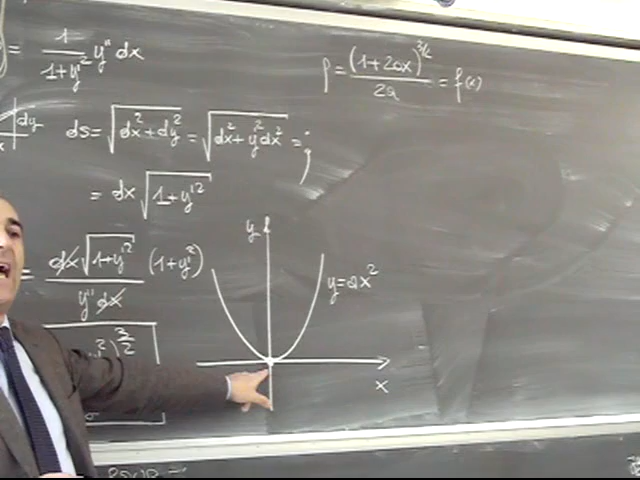 = 1/(1+y'^2) y'' dx
ρ = (1+2ax)^{3/2} / 2a = f(x)
dy
x
ds = √(dx^2+dy^2) = √(dx^2+y'^2dx^2) = ;
= dx √(1+y'^2)
= dx √(1+y'^2) (1+y'^2) / y'' dx
y
y=ax^2
x
^2)^{3/2}